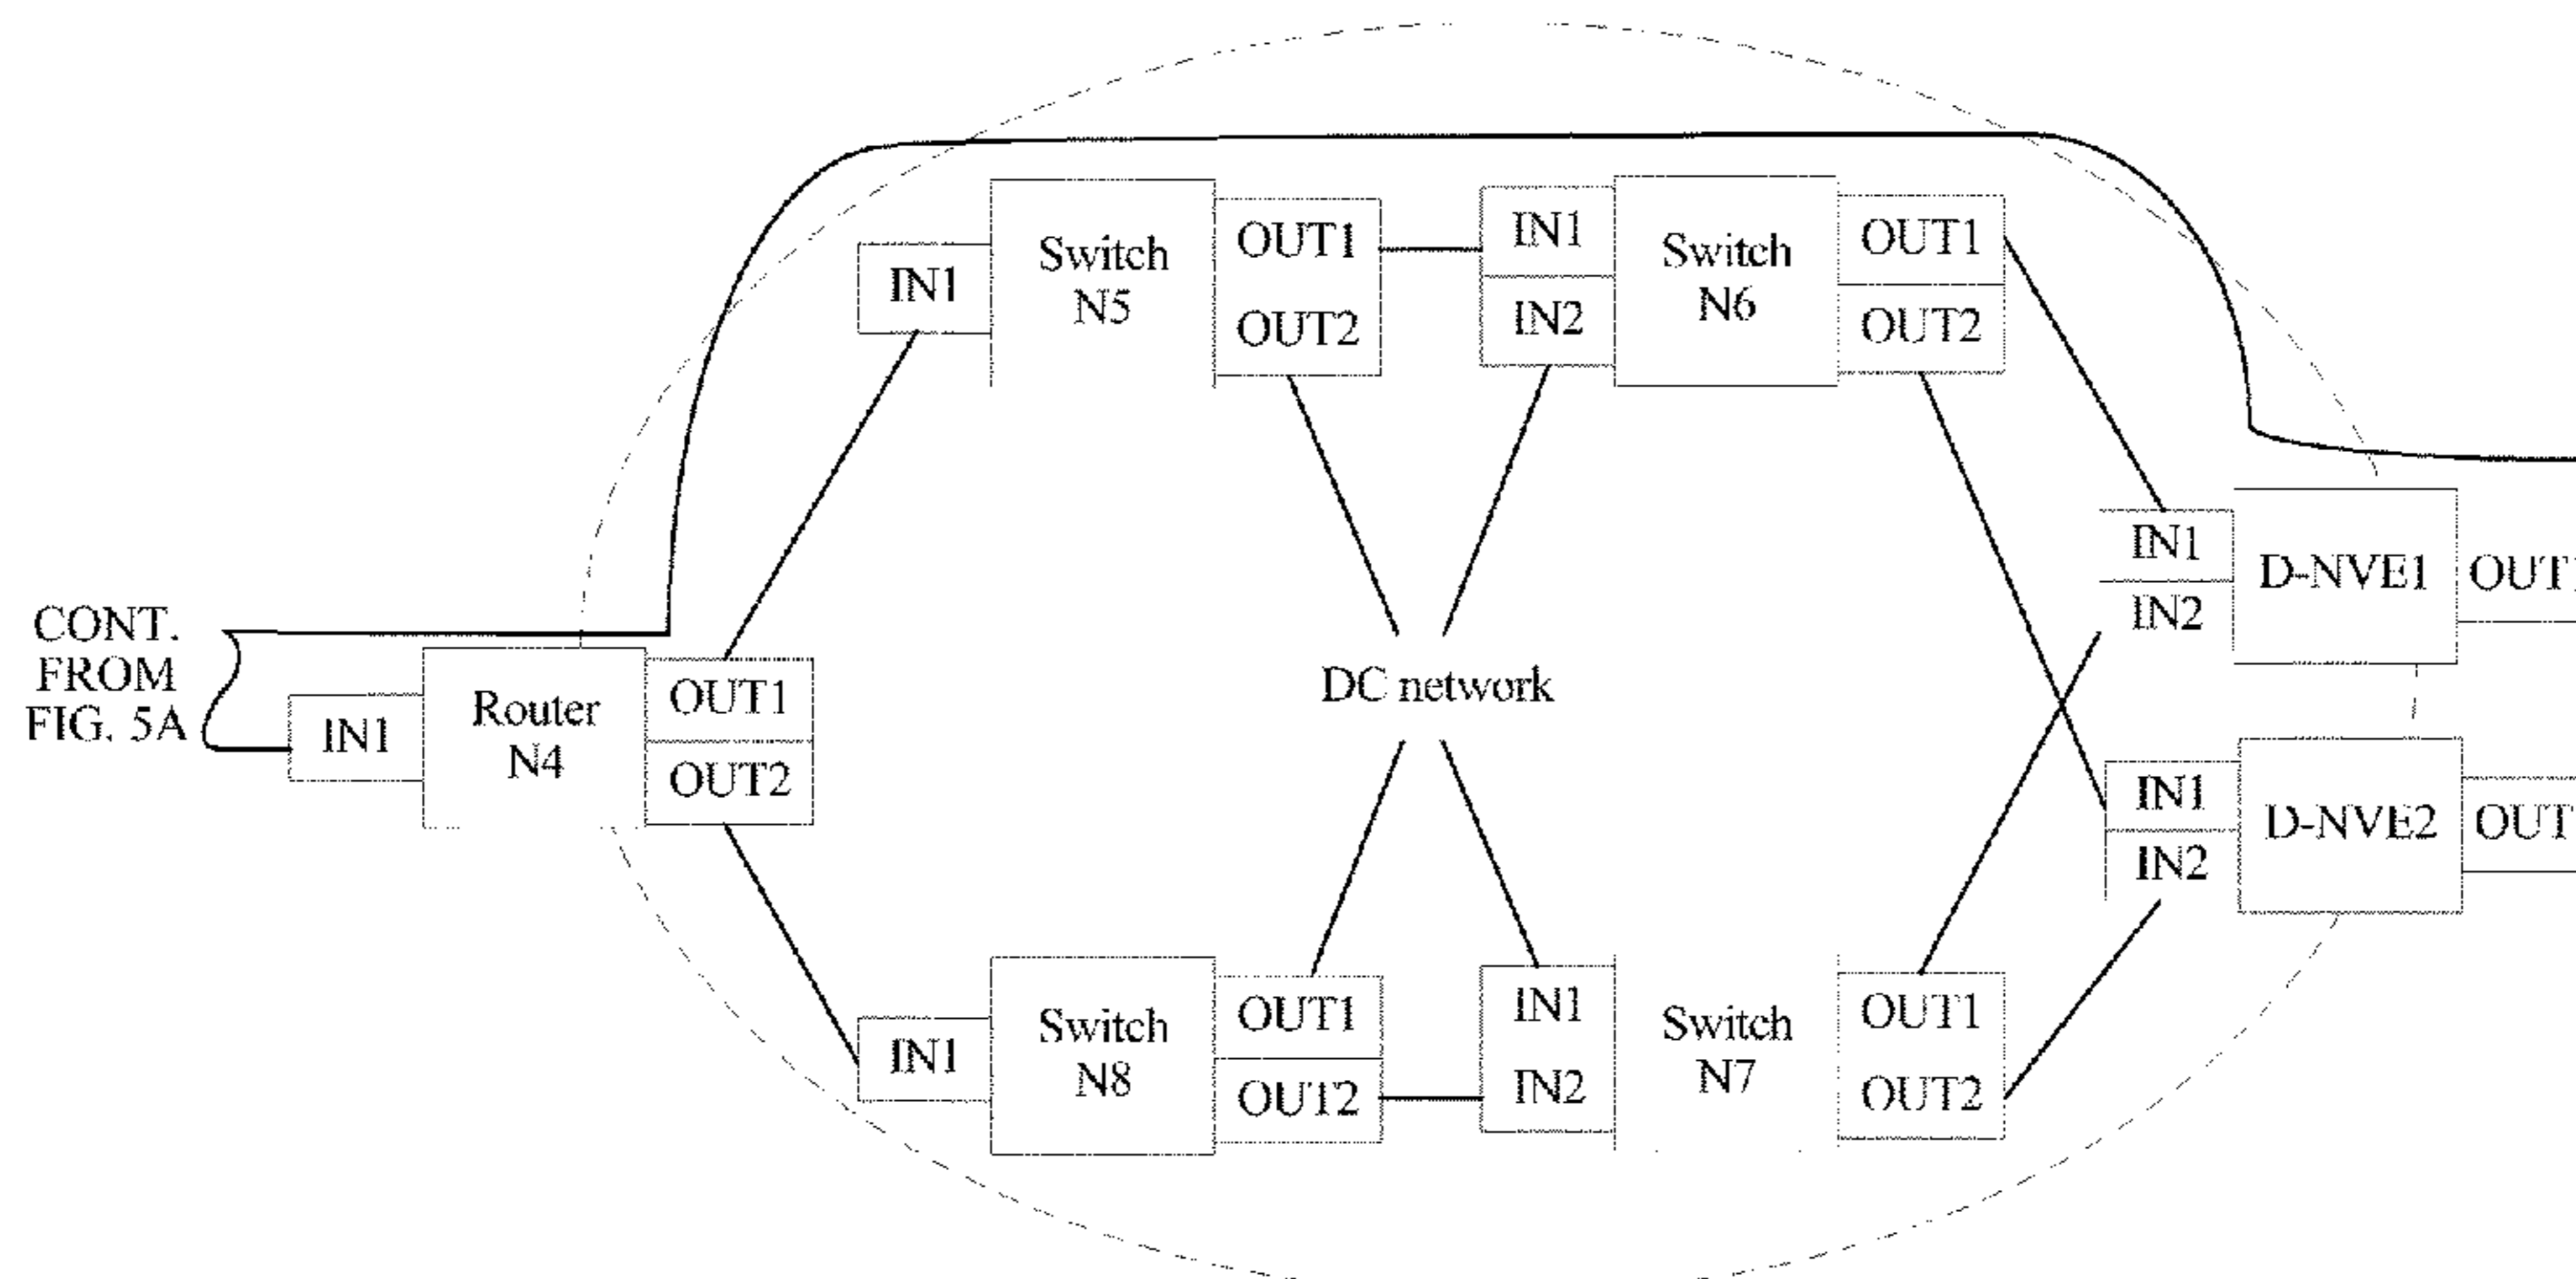 CONT.
FROM
FIG. 5A
IN1
Router
N4
OUT1
OUT2
IN1
Switch
N5
OUT1
OUT2
IN1
IN2
Switch
N6
OUT1
OUT2
DC network
IN1
IN2
D-NVE1
OUT1
IN1
IN2
D-NVE2
OUT
IN1
Switch
N8
OUT1
OUT2
IN1
IN2
Switch
N7
OUT1
OUT2